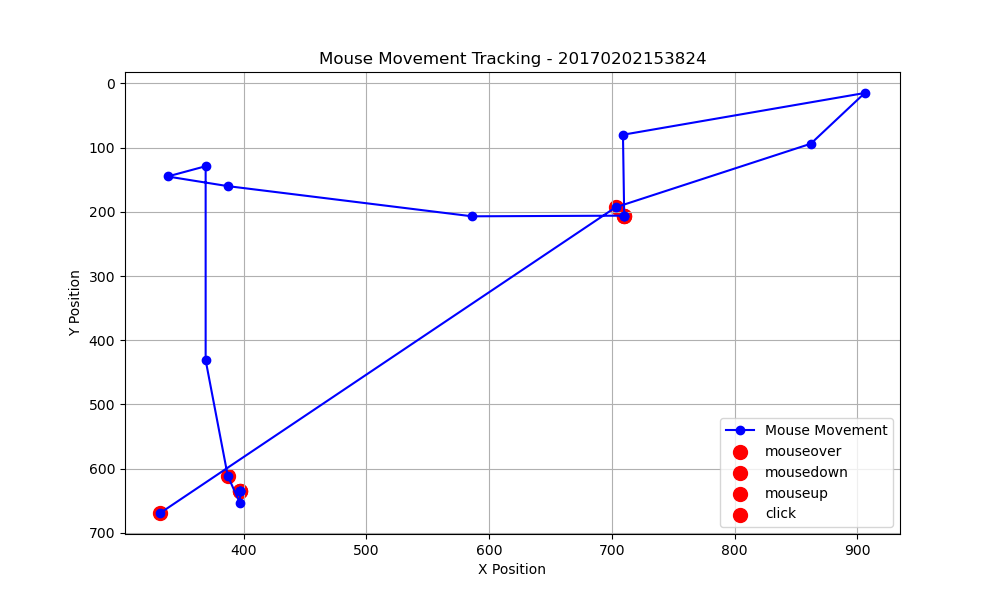 Mouse Movement Tracking - 20170202153824
0
100
200
300
400
500
600
700
Y Position
400
500
600
700
800
900
X Position
Mouse Movement
mouseover
mousedown
mouseup
click